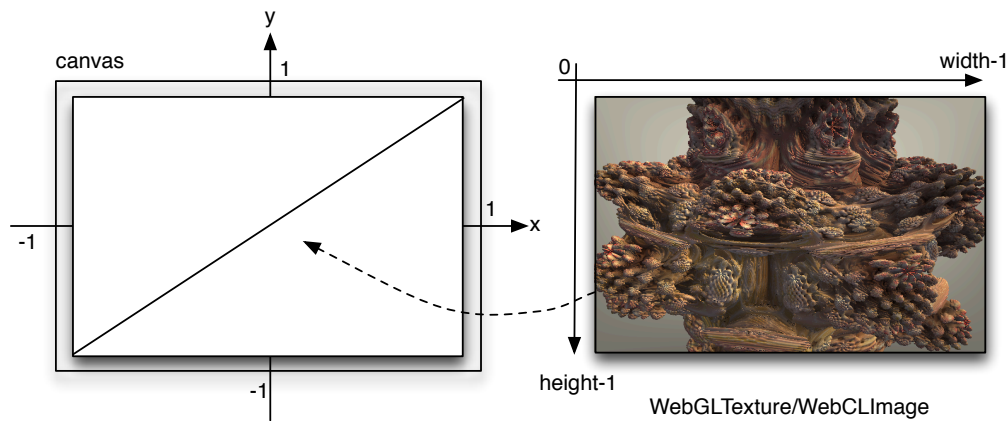 y
canvas
1
1
x
-1
-1
0
width-1
height-1
WebGLTexture/WebCLImage